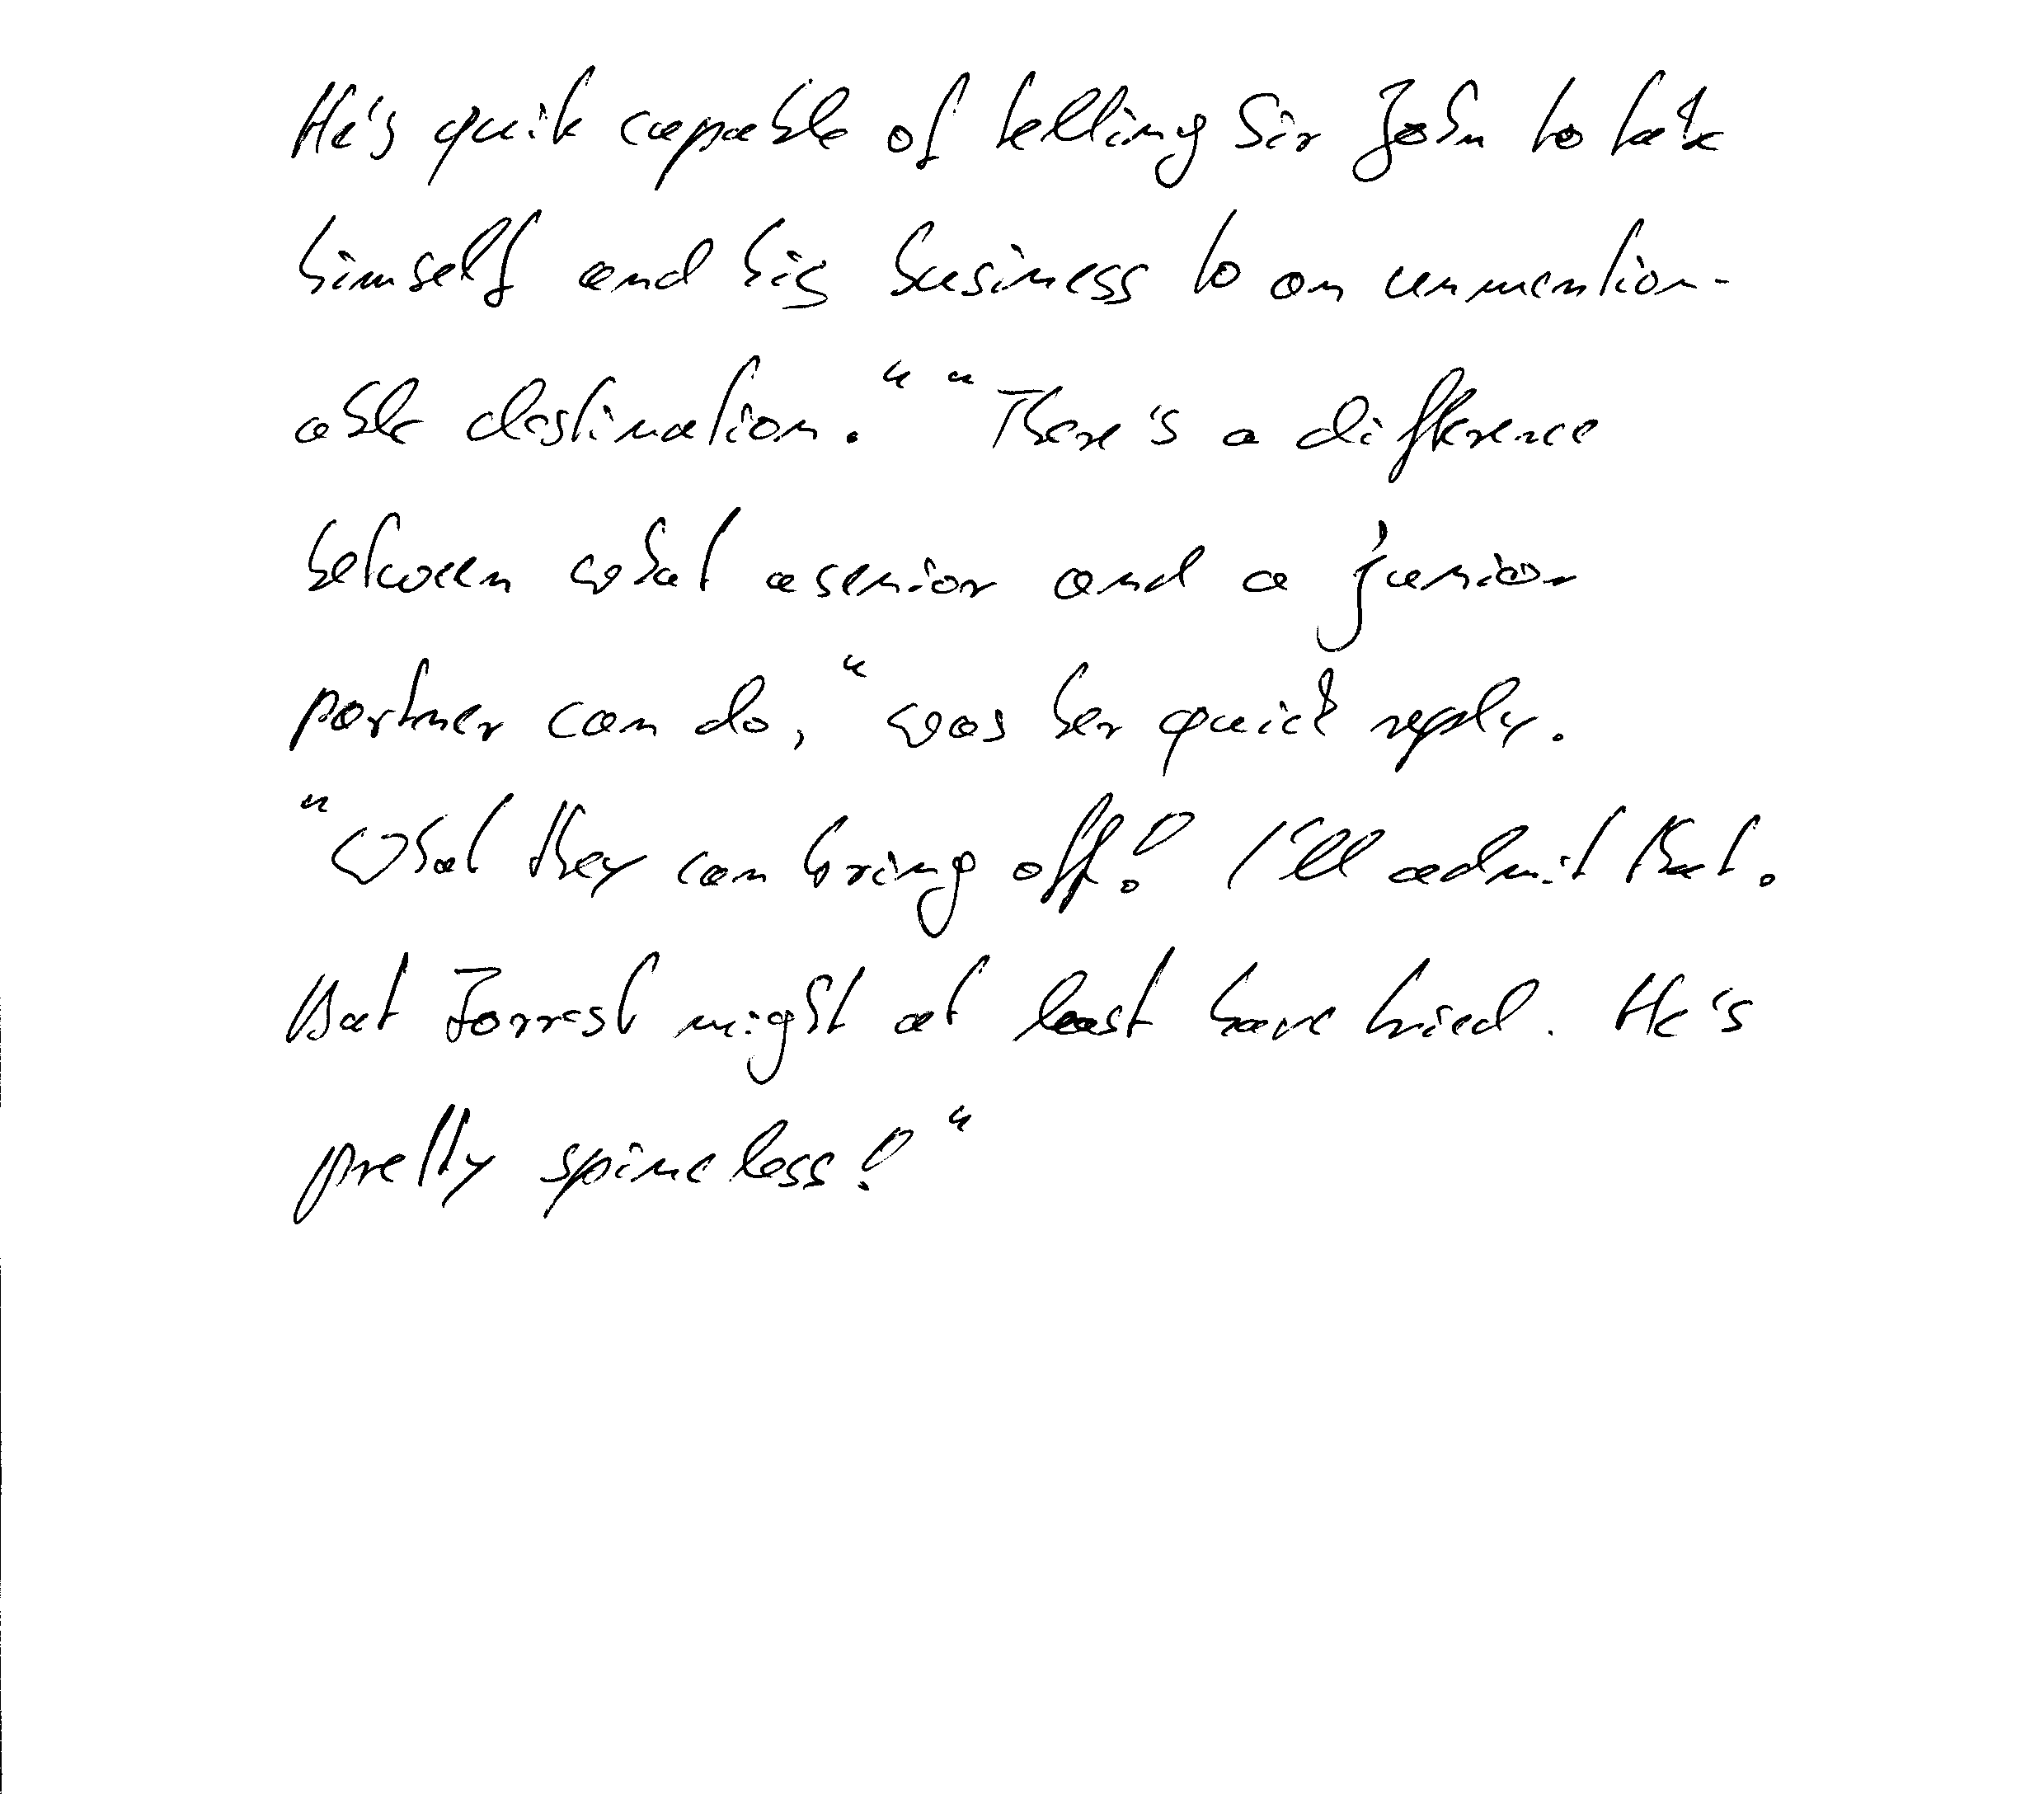 He's quite capable of telling Sir John to take
himself and his business to an unmention-
able destination." "There's a difference
between what a senior and a junior
partner can do," was her quick reply.
"What they can bring off! I'll admit that.
But Forrest might at least have tried. He's
pretty spineless!"